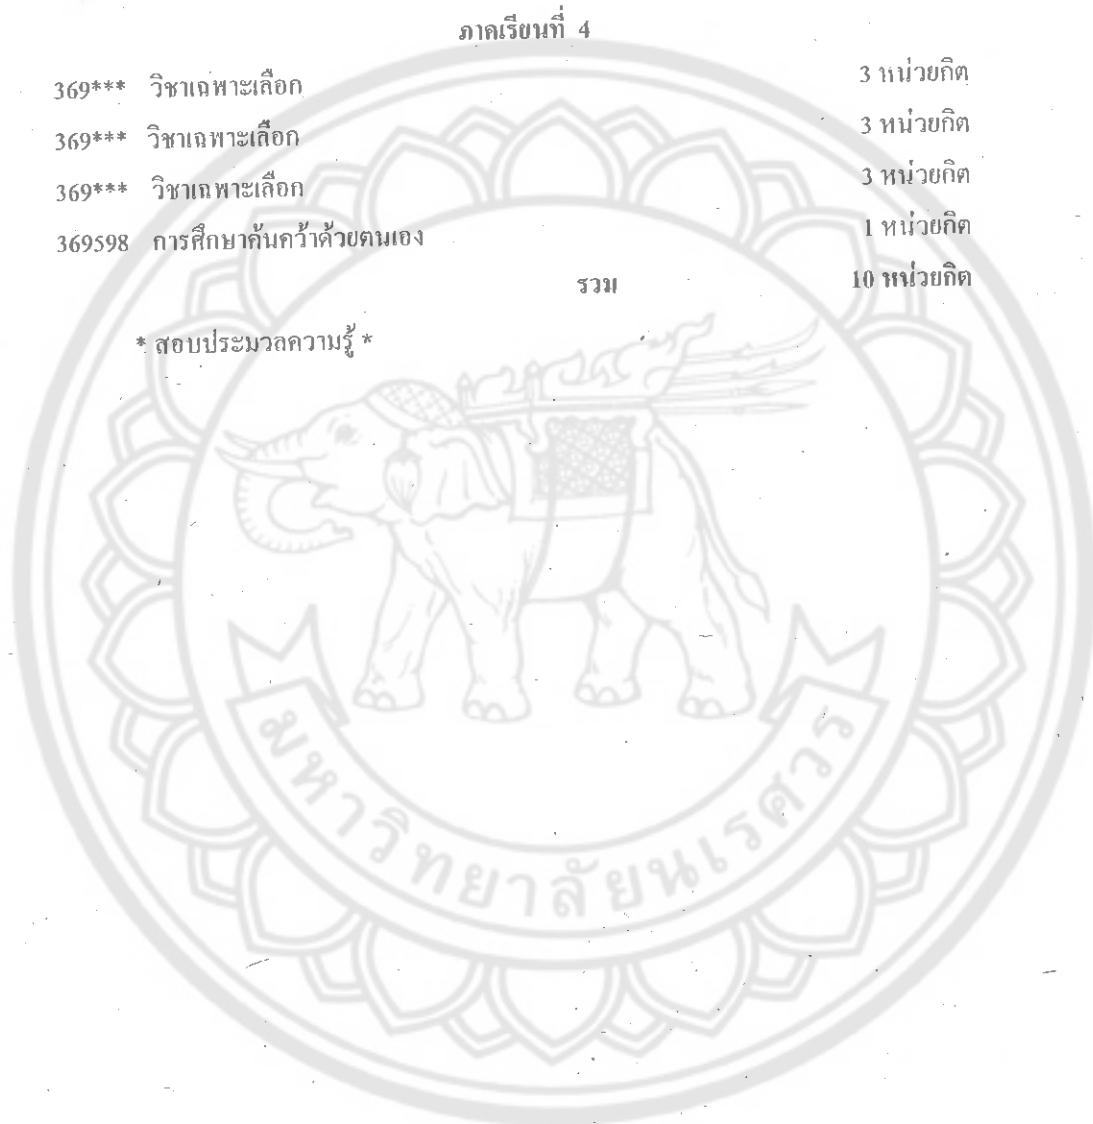 ภาคเรียนที่ 4
369*** วิชาเฉพาะเลือก 3 หน่วยกิต
369*** วิชาเฉพาะเลือก 3 หน่วยกิต
369*** วิชาเฉพาะเลือก 3 หน่วยกิต
369598 การศึกษาค้นคว้าด้วยตนเอง 1 หน่วยกิต
รวม 10 หน่วยกิต
* สอบประมวลความรู้ *
มหาวิทยาลัยนเรศวร